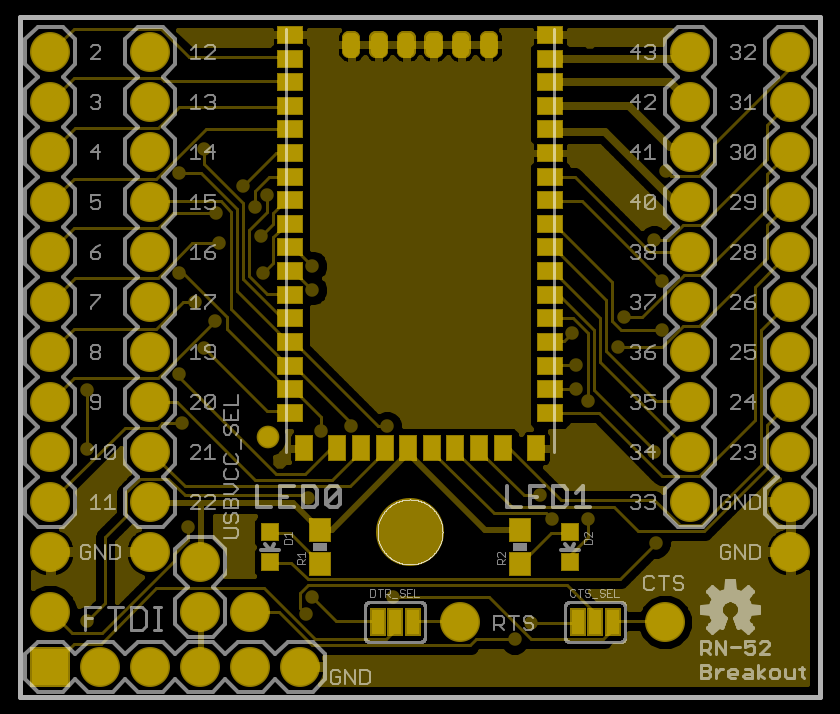 2 12 43 32
3 13 42 31
4 14 41 30
5 15 40 29
6 16 38 28
7 17 37 26
8 19 36 25
9 20 35 24
10 21 34 23
11 22 33 GND
USBVCC_SEL
LED0 LED1
D1 R1 R2 D2
GND GND
CTS
DTR_SEL CTS_SEL
FTDI RTS
RN-52
Breakout
GND